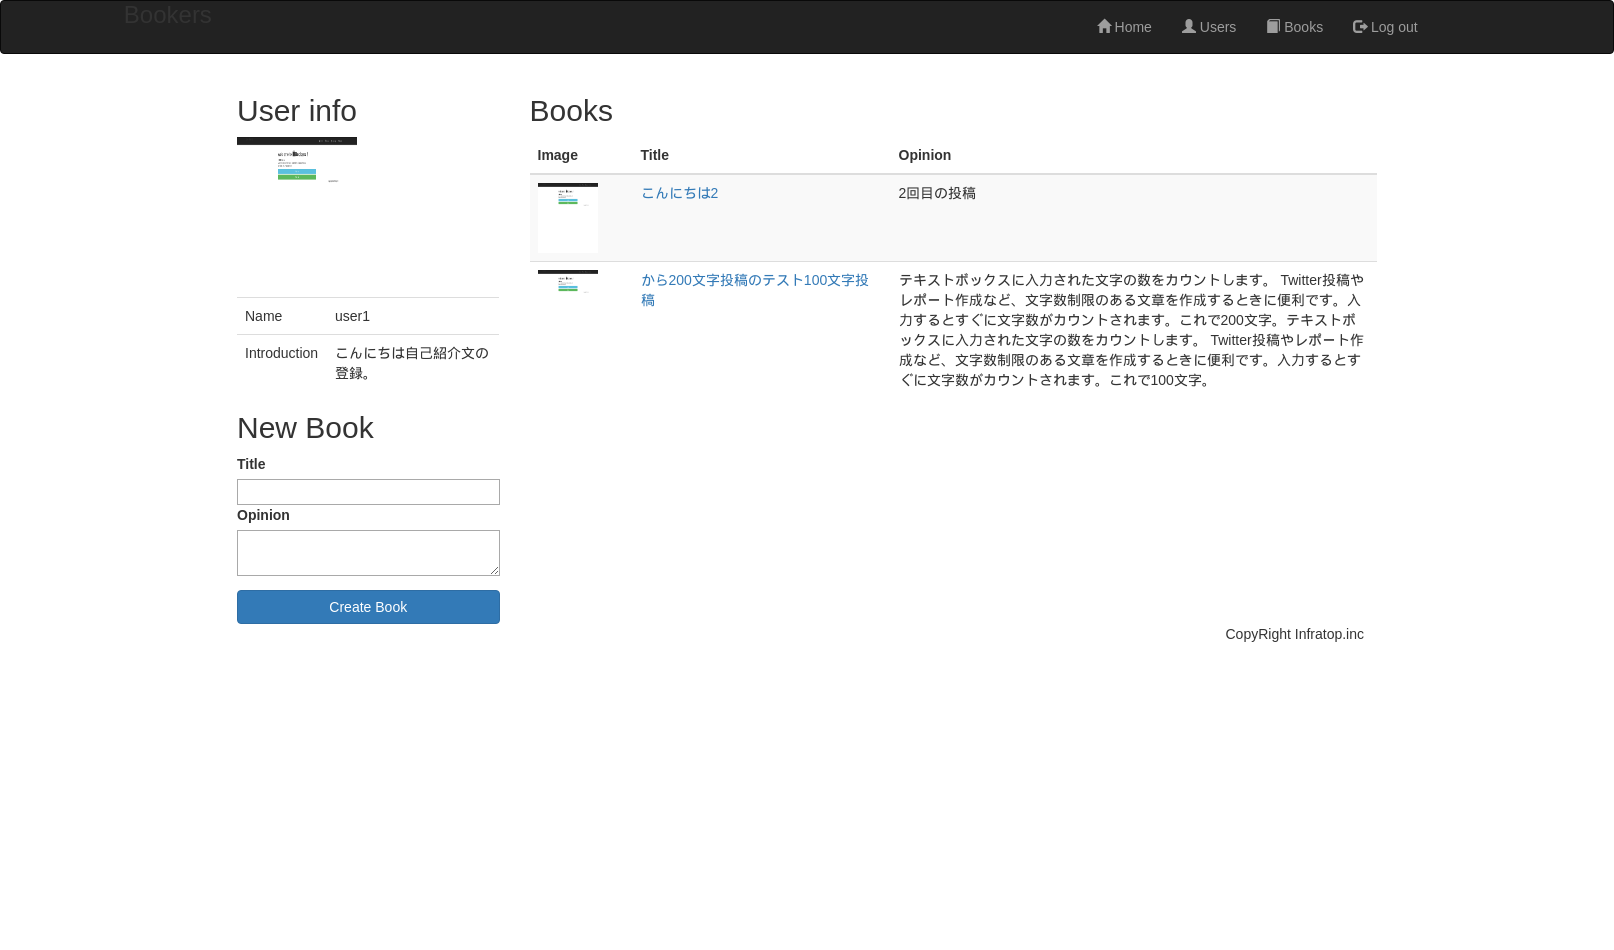 Bookers
Home
Users
Books
Log out
User info
Name
user1
Introduction
こんにちは自己紹介文の
登録。
New Book
Title
Opinion
Create Book
Books
Image
Title
Opinion
こんにちは2
2回目の投稿
から200文字投稿のテスト100文字投
稿
テキストボックスに入力された文字の数をカウントします。 Twitter投稿や
レポート作成など、文字数制限のある文章を作成するときに便利です。入
力するとすぐに文字数がカウントされます。これで200文字。テキストボ
ックスに入力された文字の数をカウントします。 Twitter投稿やレポート作
成など、文字数制限のある文章を作成するときに便利です。入力するとす
ぐに文字数がカウントされます。これで100文字。
CopyRight Infratop.inc